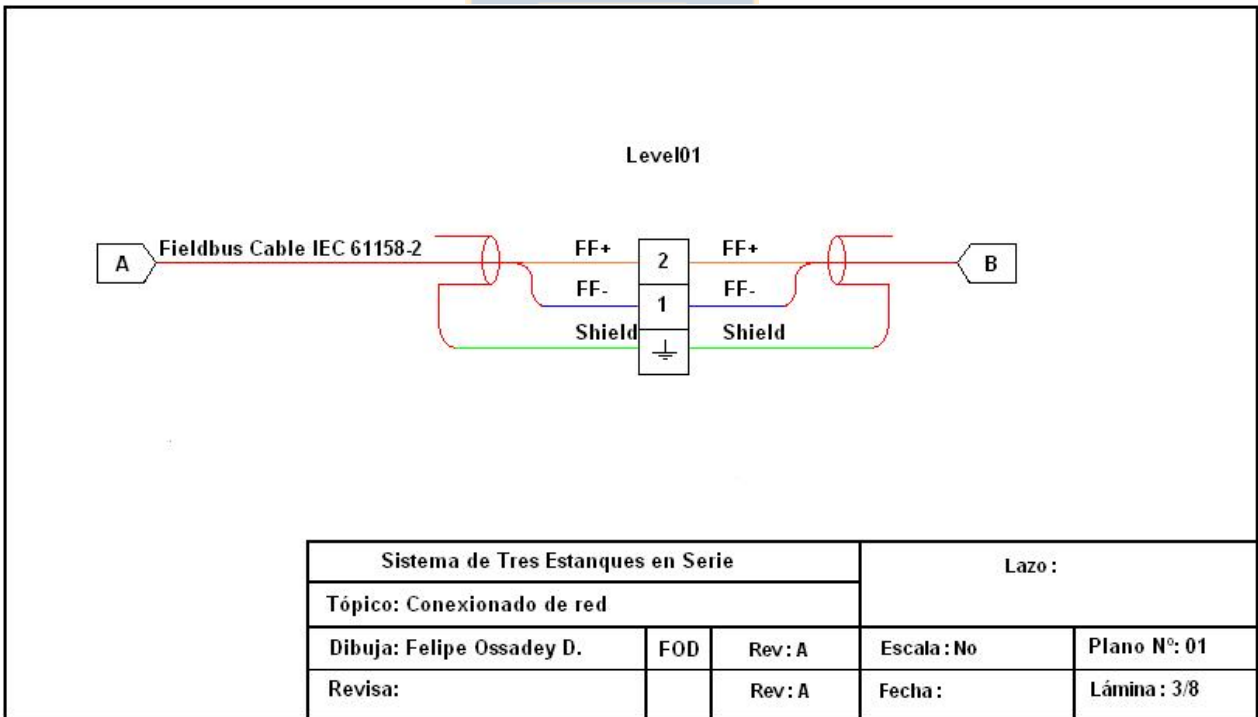 Level01
A
Fieldbus Cable IEC 61158-2
FF+
2
FF+
B
FF-
1
FF-
Shield
Shield
Sistema de Tres Estanques en Serie
Lazo :
Tópico: Conexionado de red
Dibuja: Felipe Ossadey D.
FOD
Rev : A
Escala : No
Plano Nº: 01
Revisa:
Rev : A
Fecha :
Lámina : 3/8